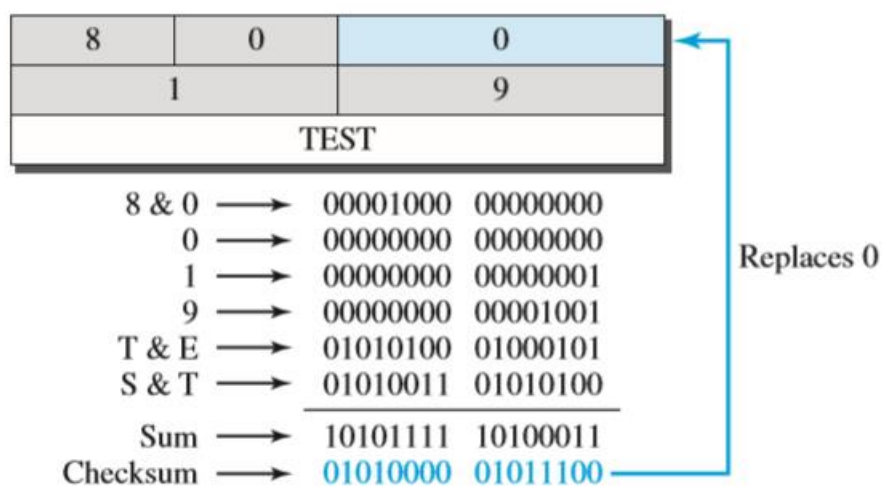 8 0 0
1 9
TEST
8 & 0 00001000 00000000
0 00000000 00000000
1 00000000 00000001
9 00000000 00001001
T & E 01010100 01000101
S & T 01010011 01010100
Sum 10101111 10100011
Checksum 01010000 01011100
Replaces 0